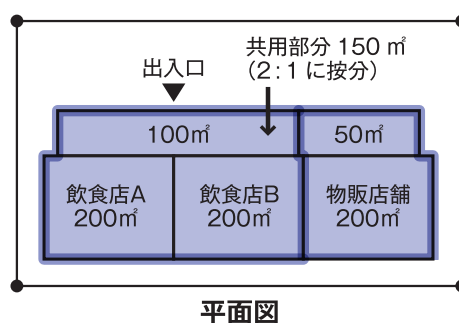 共用部分 150㎡
（2：1に按分）
出入口
100㎡
50㎡
飲食店A
200㎡
飲食店B
200㎡
物販店舗
200㎡
平面図